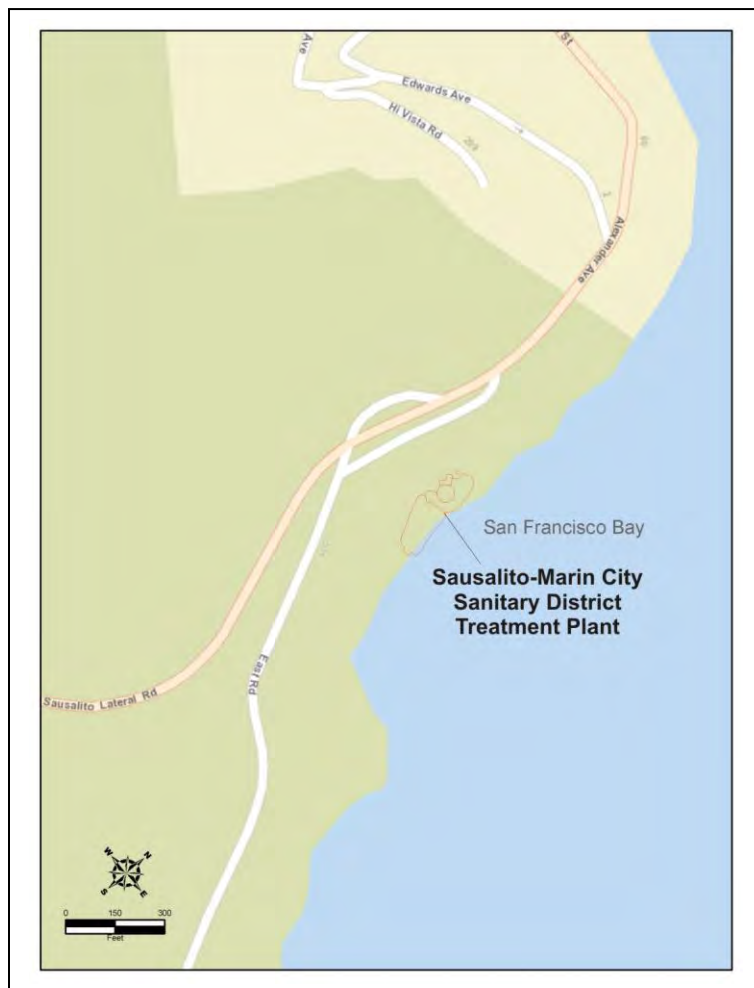 Ave
St
Edwards Ave
Hi Vista Rd
Alexander Ave
San Francisco Bay
Sausalito-Marin City
Sanitary District
Treatment Plant
East Rd
Sausalito Lateral Rd
W
N
S
E
0 150 300
Feet